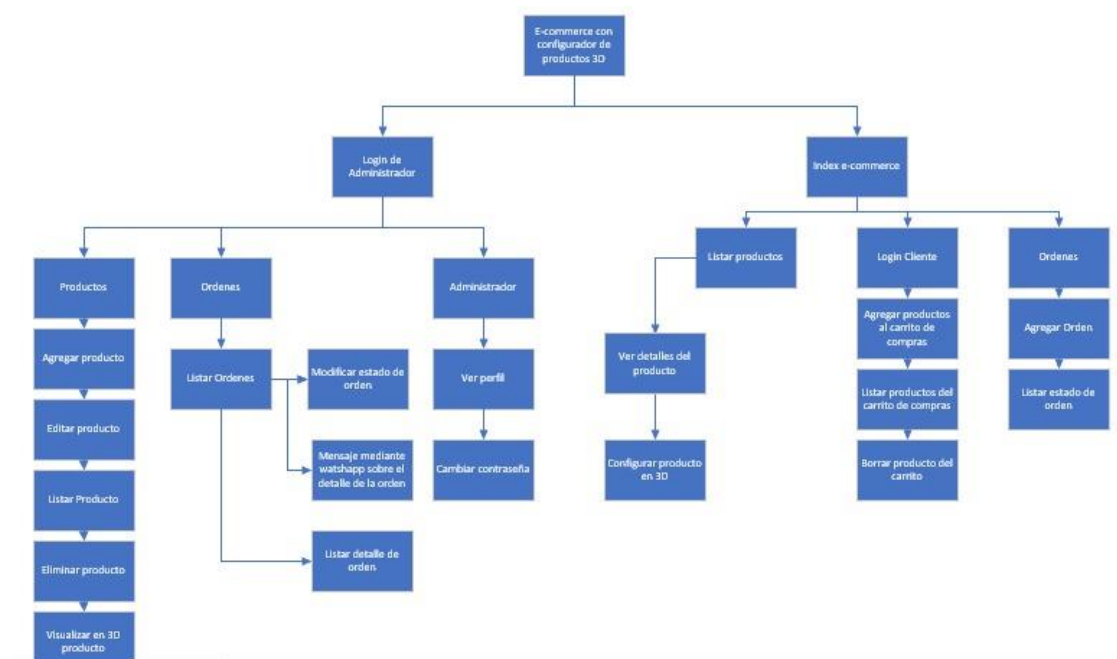 E-commerce con
configurador de
productos 3D
Login de
Administrador
Index e-commerce
Productos
Ordenes
Administrador
Listar productos
Login Cliente
Ordenes
Agregar producto
Listar Ordenes
Modificar estado de
orden
Ver perfil
Ver detalles del
producto
Agregar productos
al carrito de
compras
Agregar Orden
Editar producto
Mensaje mediante
watshapp sobre el
detalle de la orden
Cambiar contraseña
Configurar producto
en 3D
Listar productos del
carrito de compras
Listar estado de
orden
Listar Producto
Borrar producto del
carrito
Eliminar producto
Listar detalle de
orden
Visualizar en 3D
producto